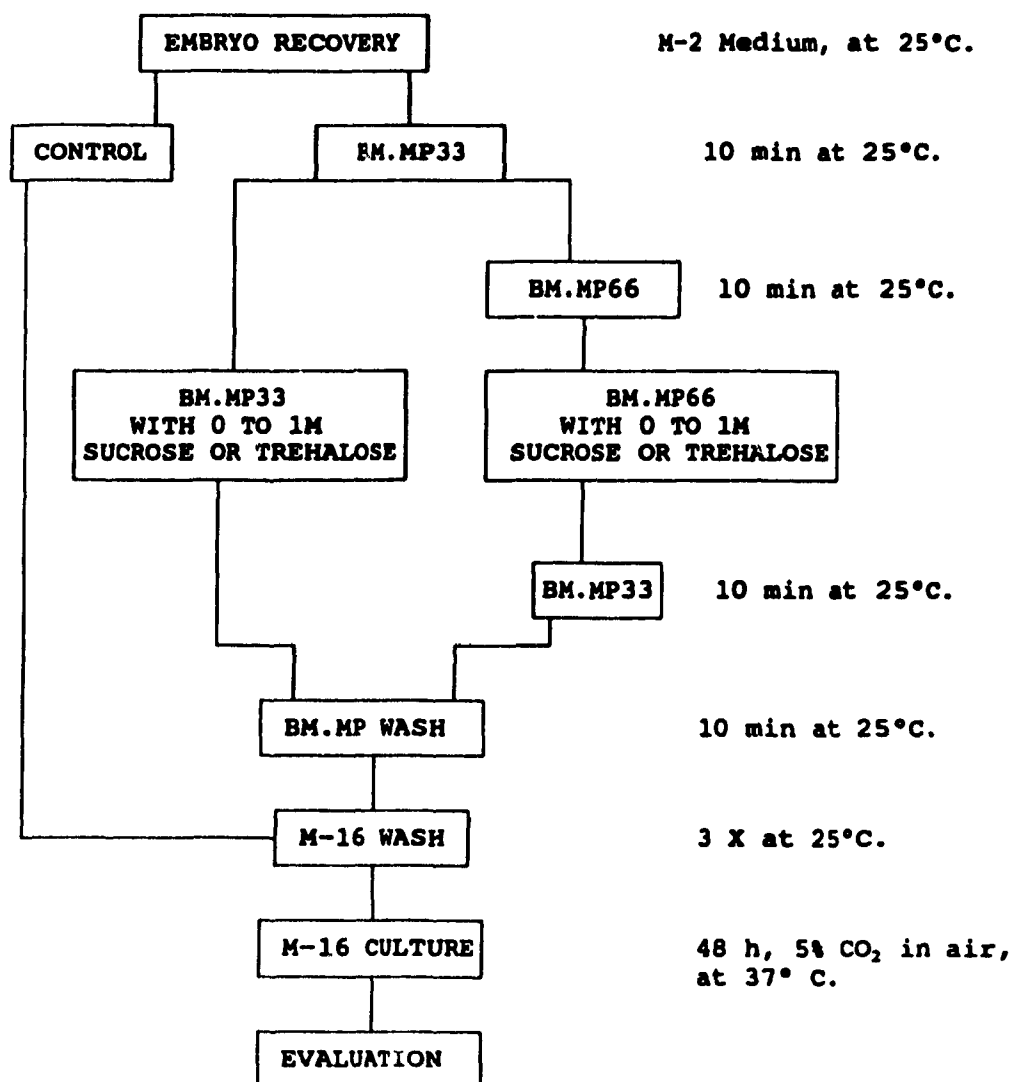 EMBRYO RECOVERY
M-2 Medium, at 25°C.
CONTROL
BM.MP33
10 min at 25°C.
BM.MP66
10 min at 25°C.
BM.MP33
WITH 0 TO 1M
SUCROSE OR TREHALOSE
BM.MP66
WITH 0 TO 1M
SUCROSE OR TREHALOSE
BM.MP33
10 min at 25°C.
BM.MP WASH
10 min at 25°C.
M-16 WASH
3 X at 25°C.
M-16 CULTURE
48 h, 5% CO₂ in air,
at 37° C.
EVALUATION